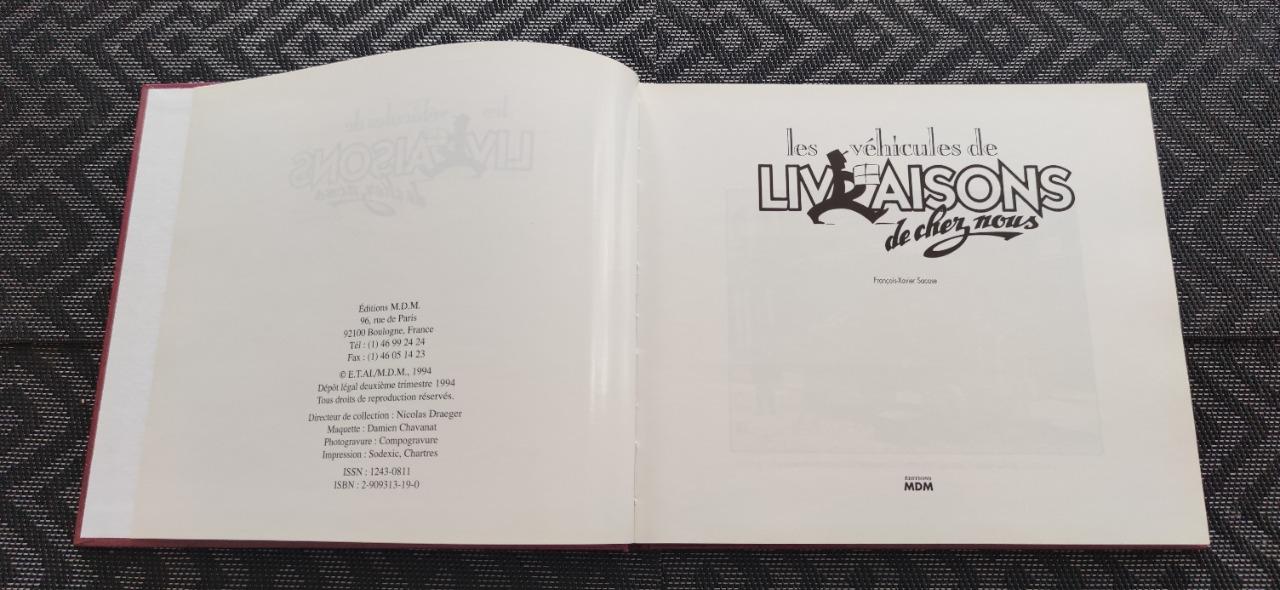 Éditions M.D.M.
96, rue de Paris
92100 Boulogne, France
Tél : (1) 46 99 24 24
Fax : (1) 46 05 14 23
© E.T.AI./M.D.M., 1994
Dépôt légal deuxième trimestre 1994
Tous droits de reproduction réservés.
Directeur de collection : Nicolas Draeger
Maquette : Damien Chavanat
Photogravure : Compogravure
Impression : Sodexic, Chartres
ISSN : 1243-0811
ISBN : 2-909313-19-0
les véhicules de
LIVRAISONS
de chez nous
François-Xavier Sacase
ÉDITIONS
MDM